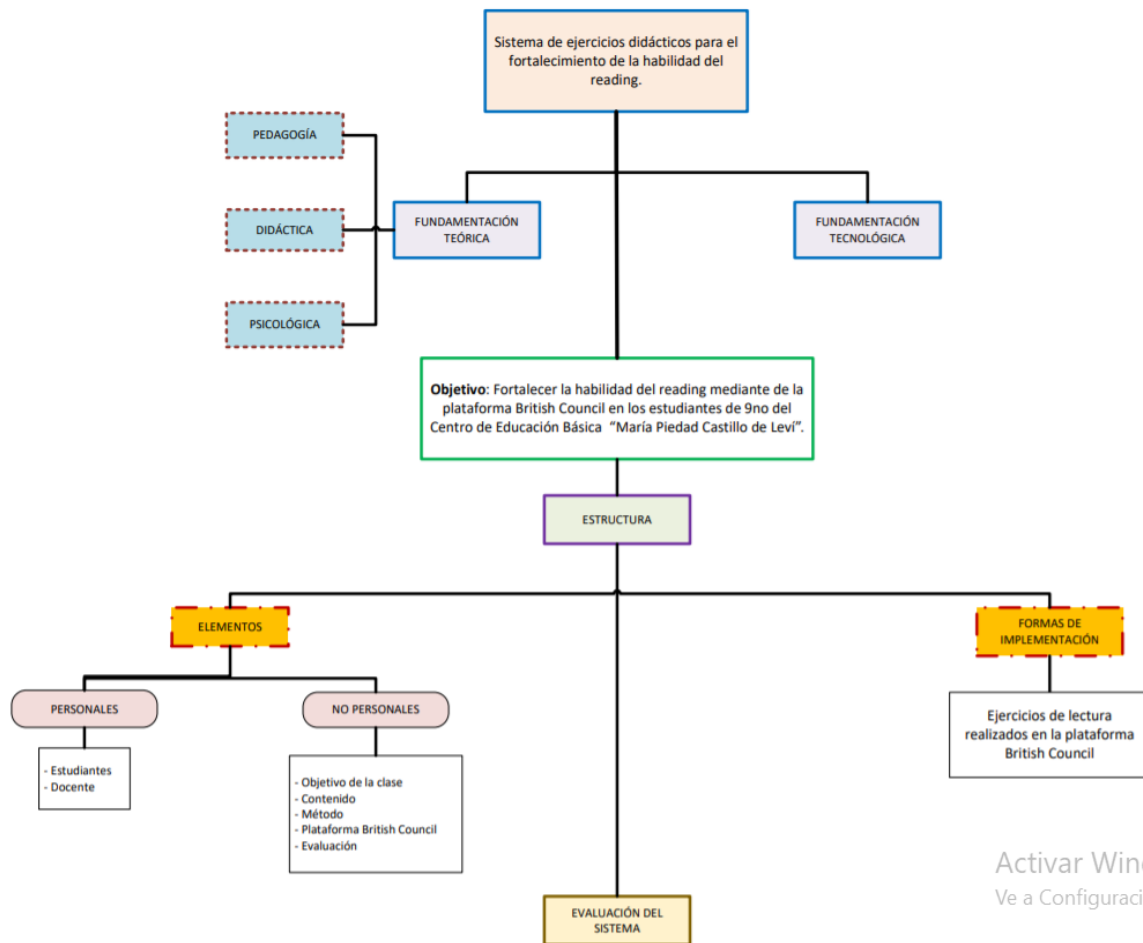 Sistema de ejercicios didácticos para el
fortalecimiento de la habilidad del
reading.
PEDAGOGÍA
DIDÁCTICA
PSICOLÓGICA
FUNDAMENTACIÓN
TEÓRICA
FUNDAMENTACIÓN
TECNOLÓGICA
Objetivo: Fortalecer la habilidad del reading mediante de la
plataforma British Council en los estudiantes de 9no del
Centro de Educación Básica “María Piedad Castillo de Leví”.
ESTRUCTURA
ELEMENTOS
FORMAS DE
IMPLEMENTACIÓN
PERSONALES
NO PERSONALES
- Estudiantes
- Docente
- Objetivo de la clase
- Contenido
- Método
- Plataforma British Council
- Evaluación
Ejercicios de lectura
realizados en la plataforma
British Council
EVALUACIÓN DEL
SISTEMA
Activar Win
Ve a Configuraci